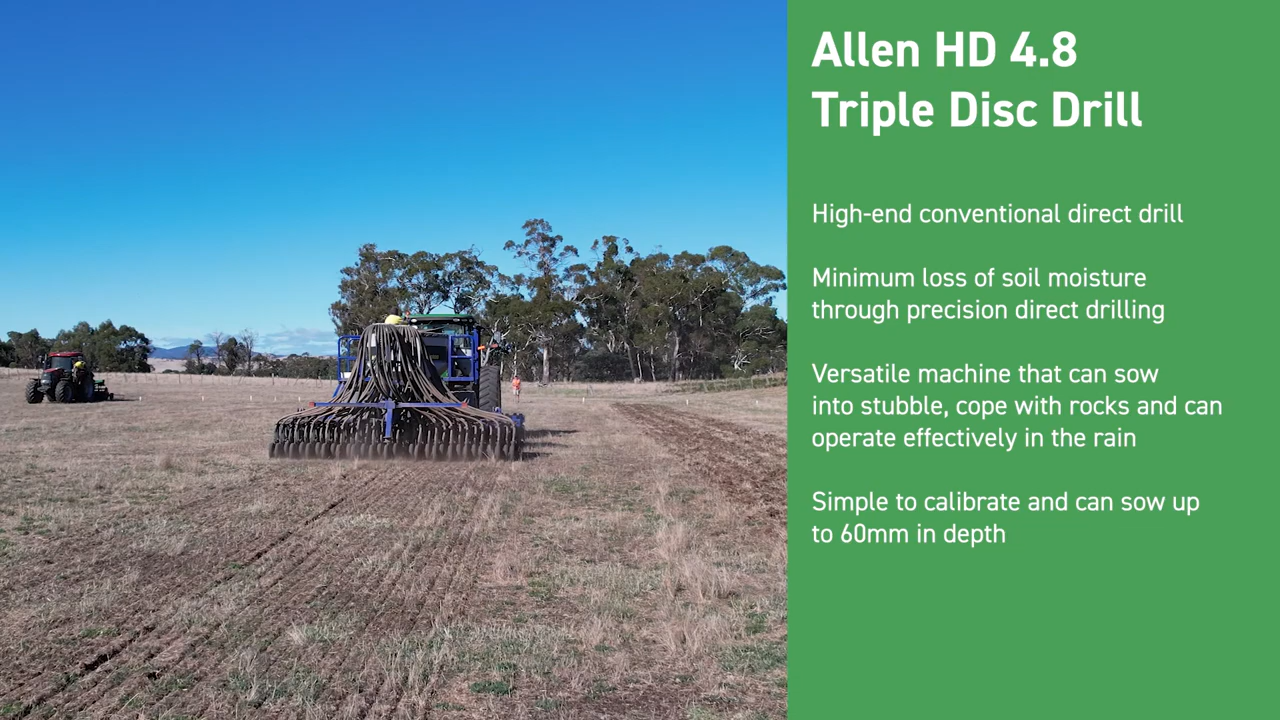 Allen HD 4.8
Triple Disc Drill
High-end conventional direct drill
Minimum loss of soil moisture
through precision direct drilling
Versatile machine that can sow
into stubble, cope with rocks and can
operate effectively in the rain
Simple to calibrate and can sow up
to 60mm in depth